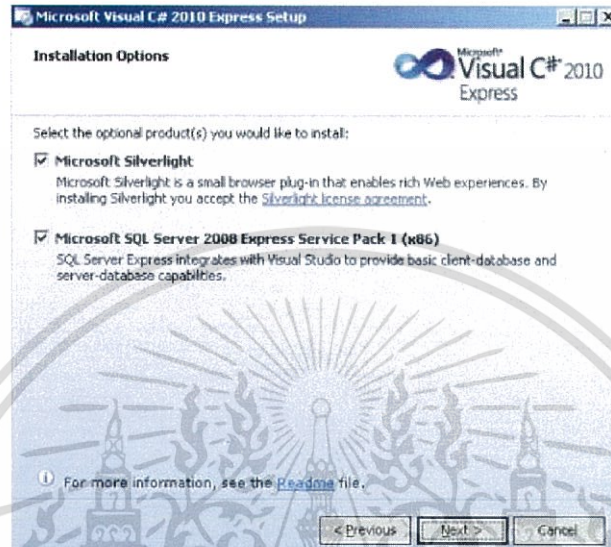 Microsoft Visual C# 2010 Express Setup
Installation Options
Microsoft®
Visual C#® 2010
Express
Select the optional product(s) you would like to install:
Microsoft Silverlight
Microsoft Silverlight is a small browser plug-in that enables rich Web experiences. By
installing Silverlight you accept the Silverlight license agreement.
Microsoft SQL Server 2008 Express Service Pack 1 (x86)
SQL Server Express integrates with Visual Studio to provide basic client-database and
server-database capabilities.
For more information, see the Readme file.
< Previous Next > Cancel